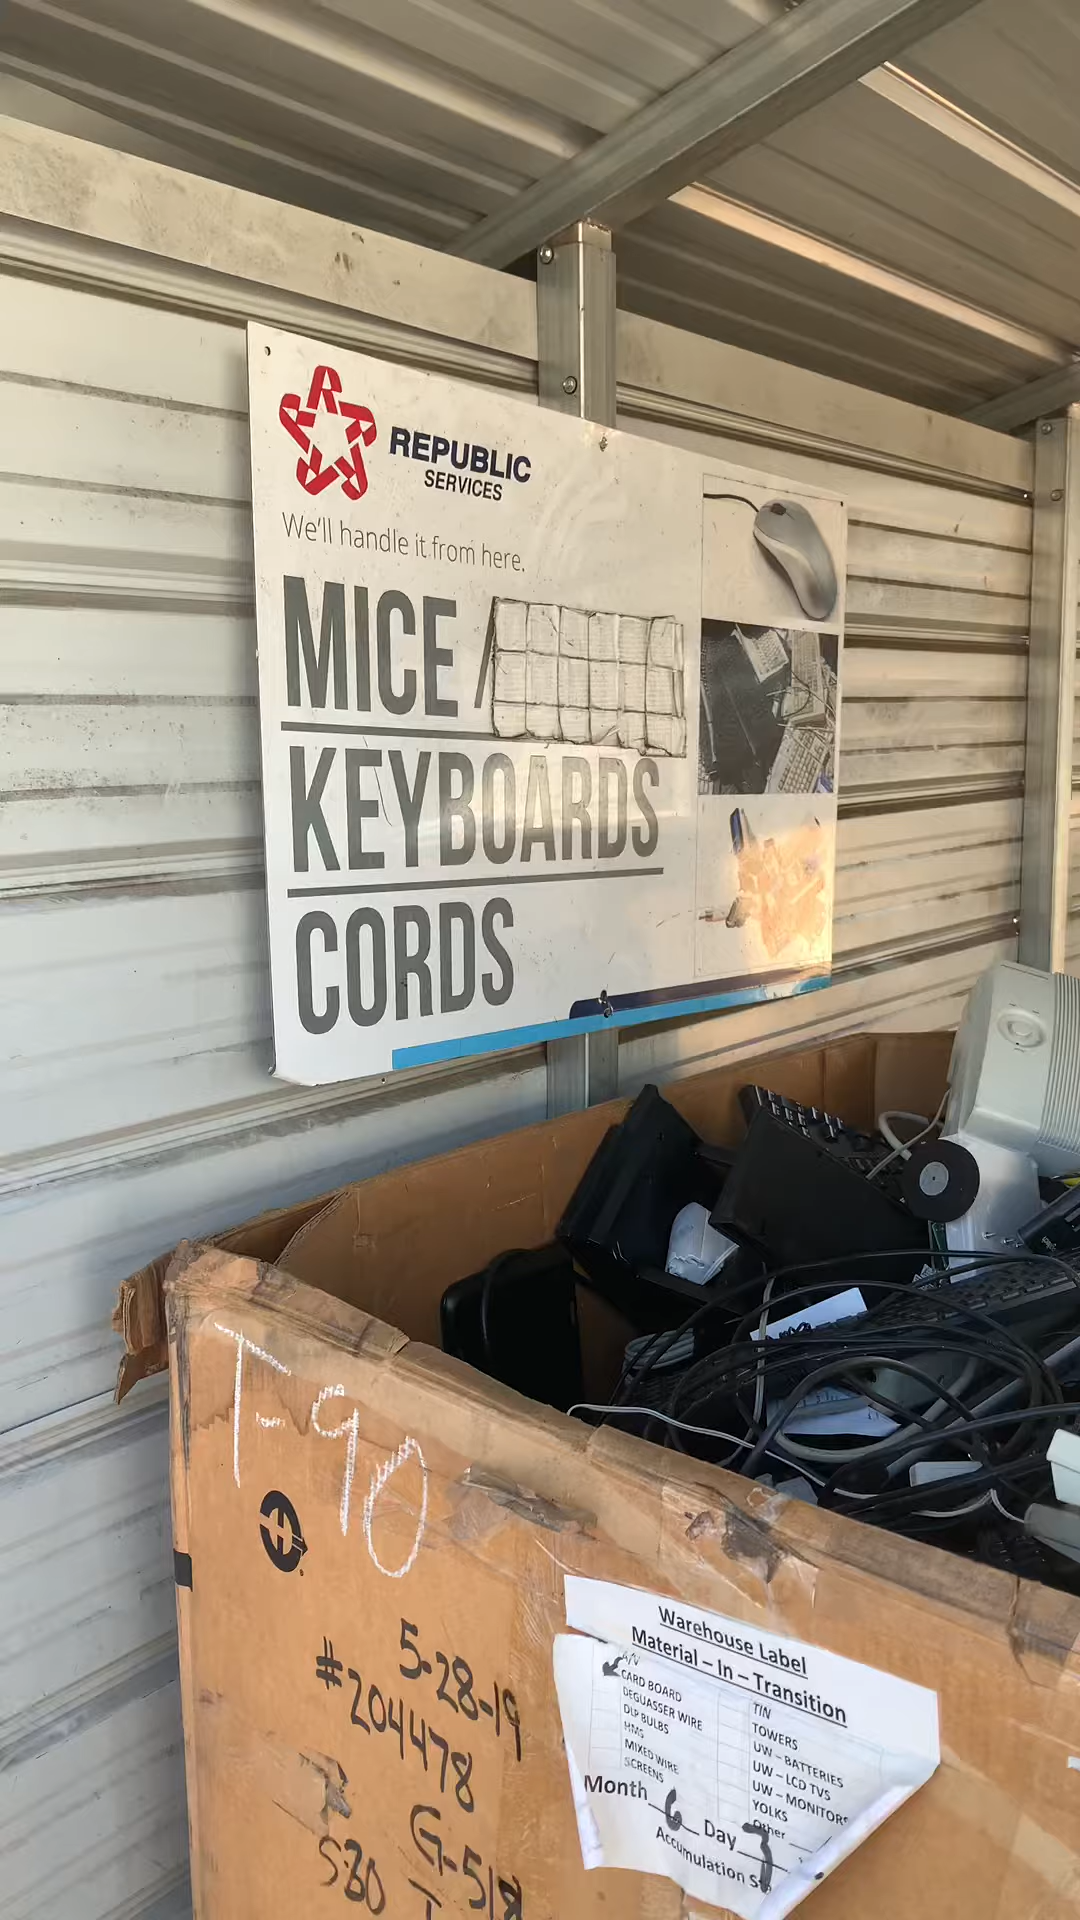 REPUBLIC
SERVICES
We'll handle it from here.
MICE /
KEYBOARDS
CORDS
T-90
5-28-19
#204478
G-518
530
Warehouse Label
Material – In – Transition
CARD BOARD
DEGUASSER WIRE
DLP BULBS
HMS
MIXED WIRE
SCREENS
TIN
TOWERS
UW – BATTERIES
UW – LCD TVS
UW – MONITORS
YOLKS
Other
Month 6 Day 7
Accumulation